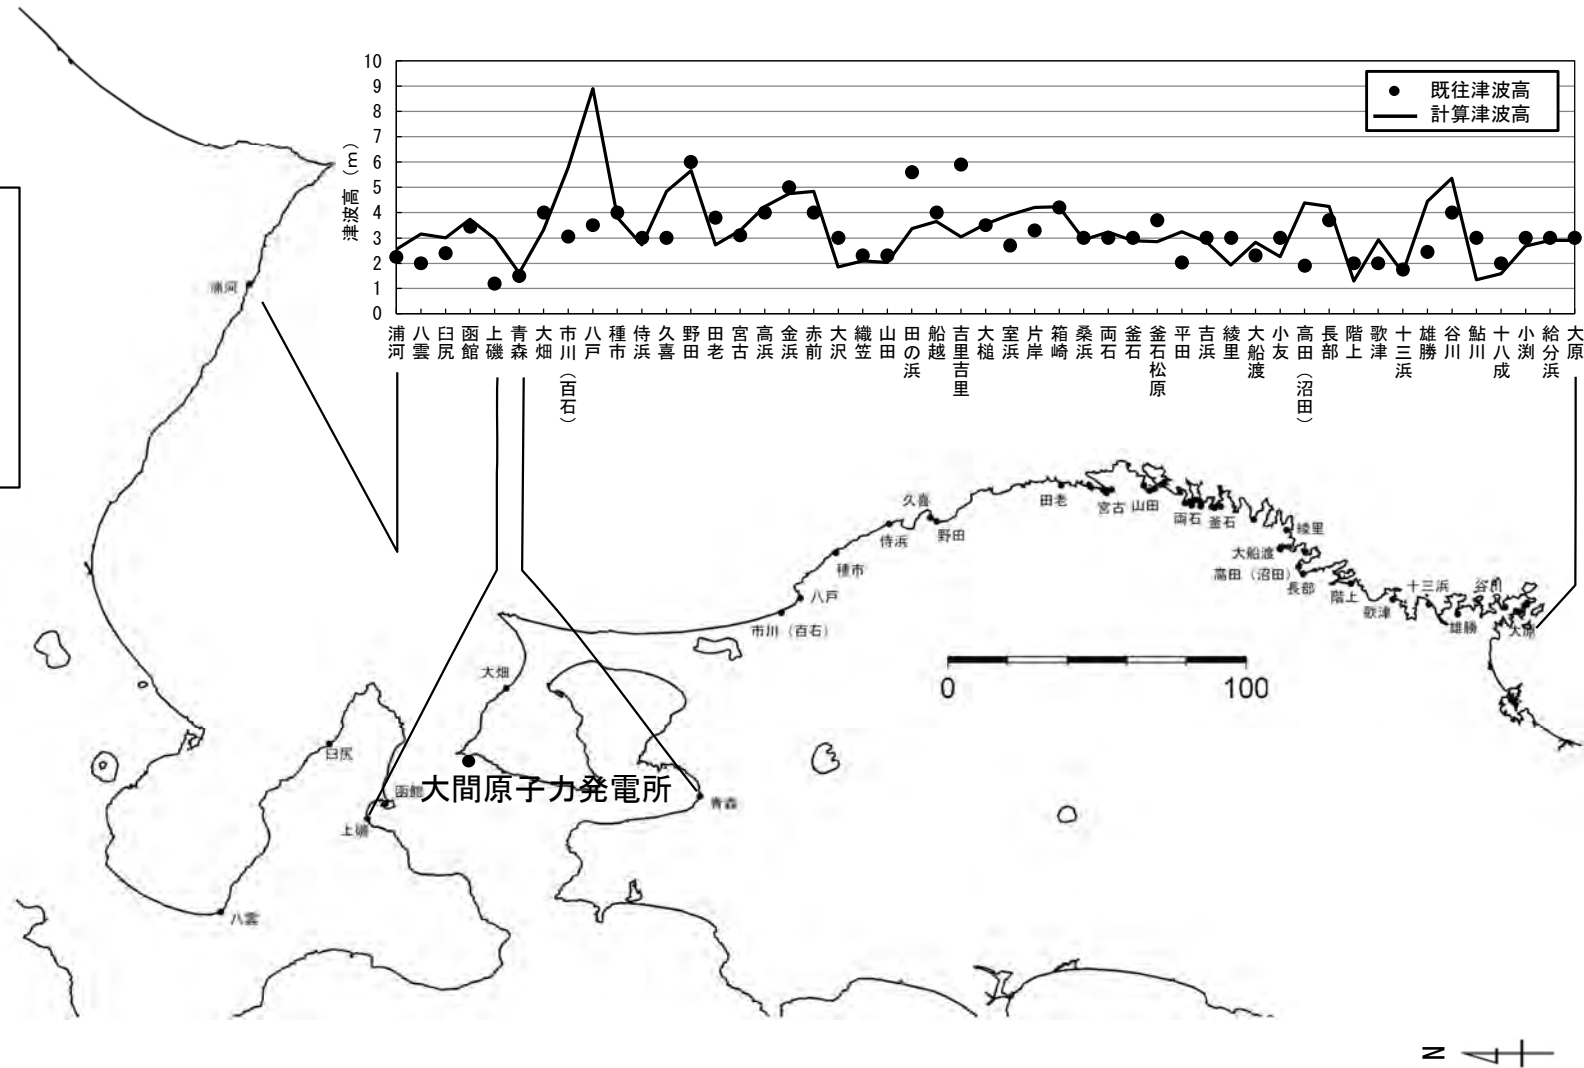 10
9
8
7
6
5
4
3
2
1
0
津波高 (m)
既往津波高
計算津波高
浦河
八雲
臼尻
函館
上磯
青森
大畑
市川(百石)
八戸
種市
侍浜
久喜
野田
田老
宮古
高浜
金浜
赤前
大沢
織笠
山田
田の浜
船越
吉里吉里
大槌
室浜
片岸
箱崎
桑浜
両石
釜石
釜石松原
平田
吉浜
綾里
大船渡
小友
高田(沼田)
長部
階上
歌津
十三浜
雄勝
谷川
鮎川
十八成
小渕
給分浜
大原
浦河
久喜
田老
宮古
山田
両石
釜石
綾里
侍浜
野田
大船渡
種市
高田(沼田)
長部
階上
十三浜
谷川
歌津
雄勝
大原
八戸
市川(百石)
大畑
0
100
臼尻
函館
大間原子力発電所
青森
上磯
八雲
N